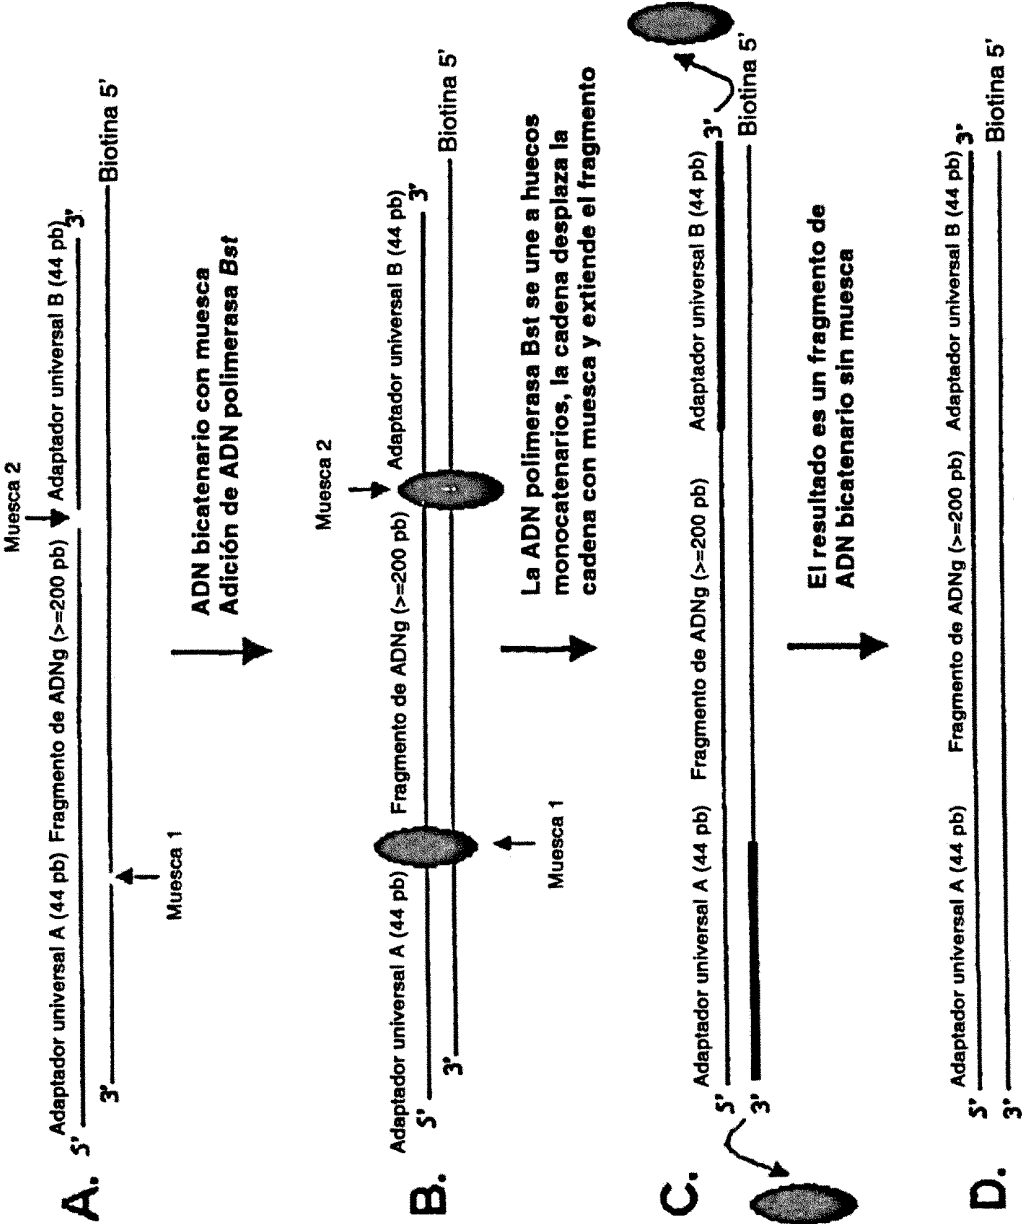 A.
Muesca 2
Adaptador universal A (44 pb) Fragmento de ADNg (>=200 pb) Adaptador universal B (44 pb)
5' 3'
3' Biotina 5'
Muesca 1
ADN bicatenario con muesca
Adición de ADN polimerasa Bst
B.
Muesca 2
Adaptador universal A (44 pb) Fragmento de ADNg (>=200 pb) Adaptador universal B (44 pb)
5' 3'
3' Biotina 5'
Muesca 1
La ADN polimerasa Bst se une a huecos
monocatenarios, la cadena desplaza la
cadena con muesca y extiende el fragmento
C.
Adaptador universal A (44 pb) Fragmento de ADNg (>=200 pb) Adaptador universal B (44 pb)
5' 3'
3' Biotina 5'
El resultado es un fragmento de
ADN bicatenario sin muesca
D.
Adaptador universal A (44 pb) Fragmento de ADNg (>=200 pb) Adaptador universal B (44 pb)
5' 3'
3' Biotina 5'